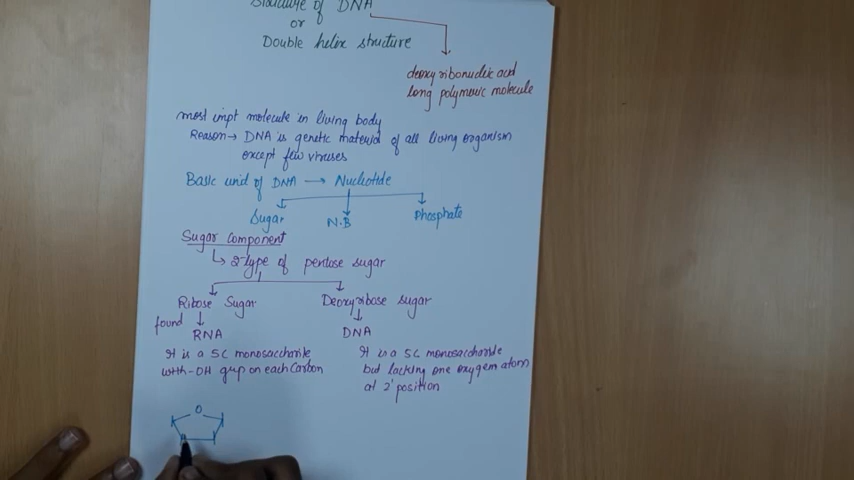 Structure of DNA
or
Double helix structure
deoxyribonucleic acid
long polymeric molecule
most impt molecule in living body
Reason → DNA is genetic material of all living organism
except few viruses
Basic unit of DNA → Nucleotide
Sugar N.B Phosphate
Sugar component
2 type of pentose sugar
Ribose Sugar Deoxyribose sugar
found
RNA DNA
It is a 5C monosaccharide
with -OH grup on each Carbon
It is a 5C monosaccharide
but lacking one oxygen atom
at 2' position
O